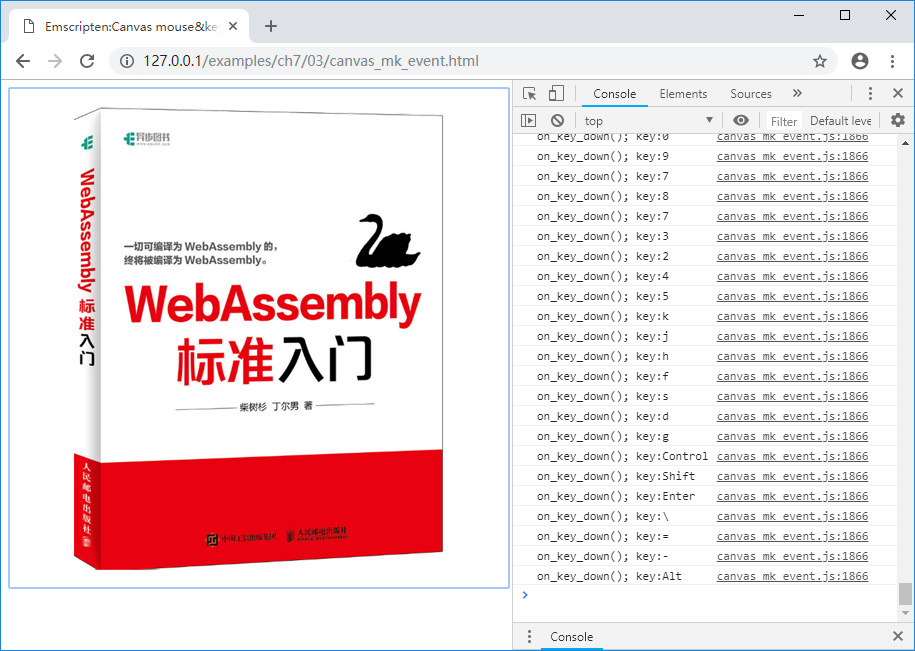 Emscripten:Canvas mouse&ke
127.0.0.1/examples/ch7/03/canvas_mk_event.html
异步图书
www.epubit.com
WebAssembly 标准入门
人民邮电出版社
一切可编译为 WebAssembly 的，
终将被编译为 WebAssembly。
WebAssembly
标准入门
柴树杉 丁尔男 著
中国工信出版集团 人民邮电出版社
Console Elements Sources »
top Filter Default leve
on_key_down(); key:0 canvas_mk_event.js:1866
on_key_down(); key:9 canvas_mk_event.js:1866
on_key_down(); key:7 canvas_mk_event.js:1866
on_key_down(); key:8 canvas_mk_event.js:1866
on_key_down(); key:7 canvas_mk_event.js:1866
on_key_down(); key:3 canvas_mk_event.js:1866
on_key_down(); key:2 canvas_mk_event.js:1866
on_key_down(); key:4 canvas_mk_event.js:1866
on_key_down(); key:5 canvas_mk_event.js:1866
on_key_down(); key:k canvas_mk_event.js:1866
on_key_down(); key:j canvas_mk_event.js:1866
on_key_down(); key:h canvas_mk_event.js:1866
on_key_down(); key:f canvas_mk_event.js:1866
on_key_down(); key:s canvas_mk_event.js:1866
on_key_down(); key:d canvas_mk_event.js:1866
on_key_down(); key:g canvas_mk_event.js:1866
on_key_down(); key:Control canvas_mk_event.js:1866
on_key_down(); key:Shift canvas_mk_event.js:1866
on_key_down(); key:Enter canvas_mk_event.js:1866
on_key_down(); key:\ canvas_mk_event.js:1866
on_key_down(); key:= canvas_mk_event.js:1866
on_key_down(); key:- canvas_mk_event.js:1866
on_key_down(); key:Alt canvas_mk_event.js:1866
Console